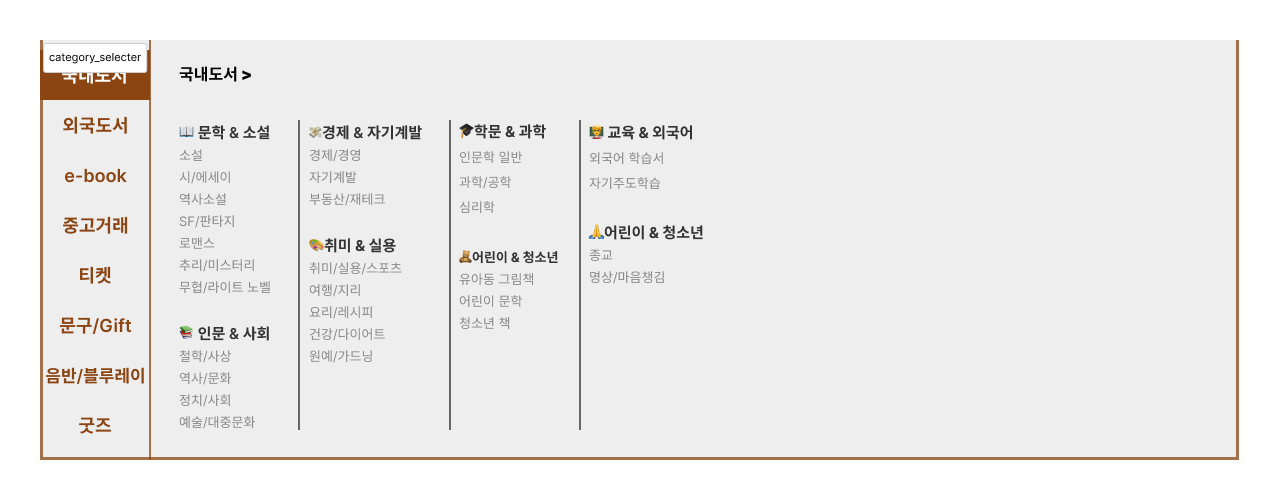 category_selecter
국내도서
외국도서
e-book
중고거래
티켓
문구/Gift
음반/블루레이
굿즈
국내도서 >
📖 문학 & 소설
소설
시/에세이
역사소설
SF/판타지
로맨스
추리/미스터리
무협/라이트 노벨
📚 인문 & 사회
철학/사상
역사/문화
정치/사회
예술/대중문화
💸경제 & 자기계발
경제/경영
자기계발
부동산/재테크
🎨취미 & 실용
취미/실용/스포츠
여행/지리
요리/레시피
건강/다이어트
원예/가드닝
🎓학문 & 과학
인문학 일반
과학/공학
심리학
🧸어린이 & 청소년
유아동 그림책
어린이 문학
청소년 책
👩‍🏫 교육 & 외국어
외국어 학습서
자기주도학습
🙏어린이 & 청소년
종교
명상/마음챙김